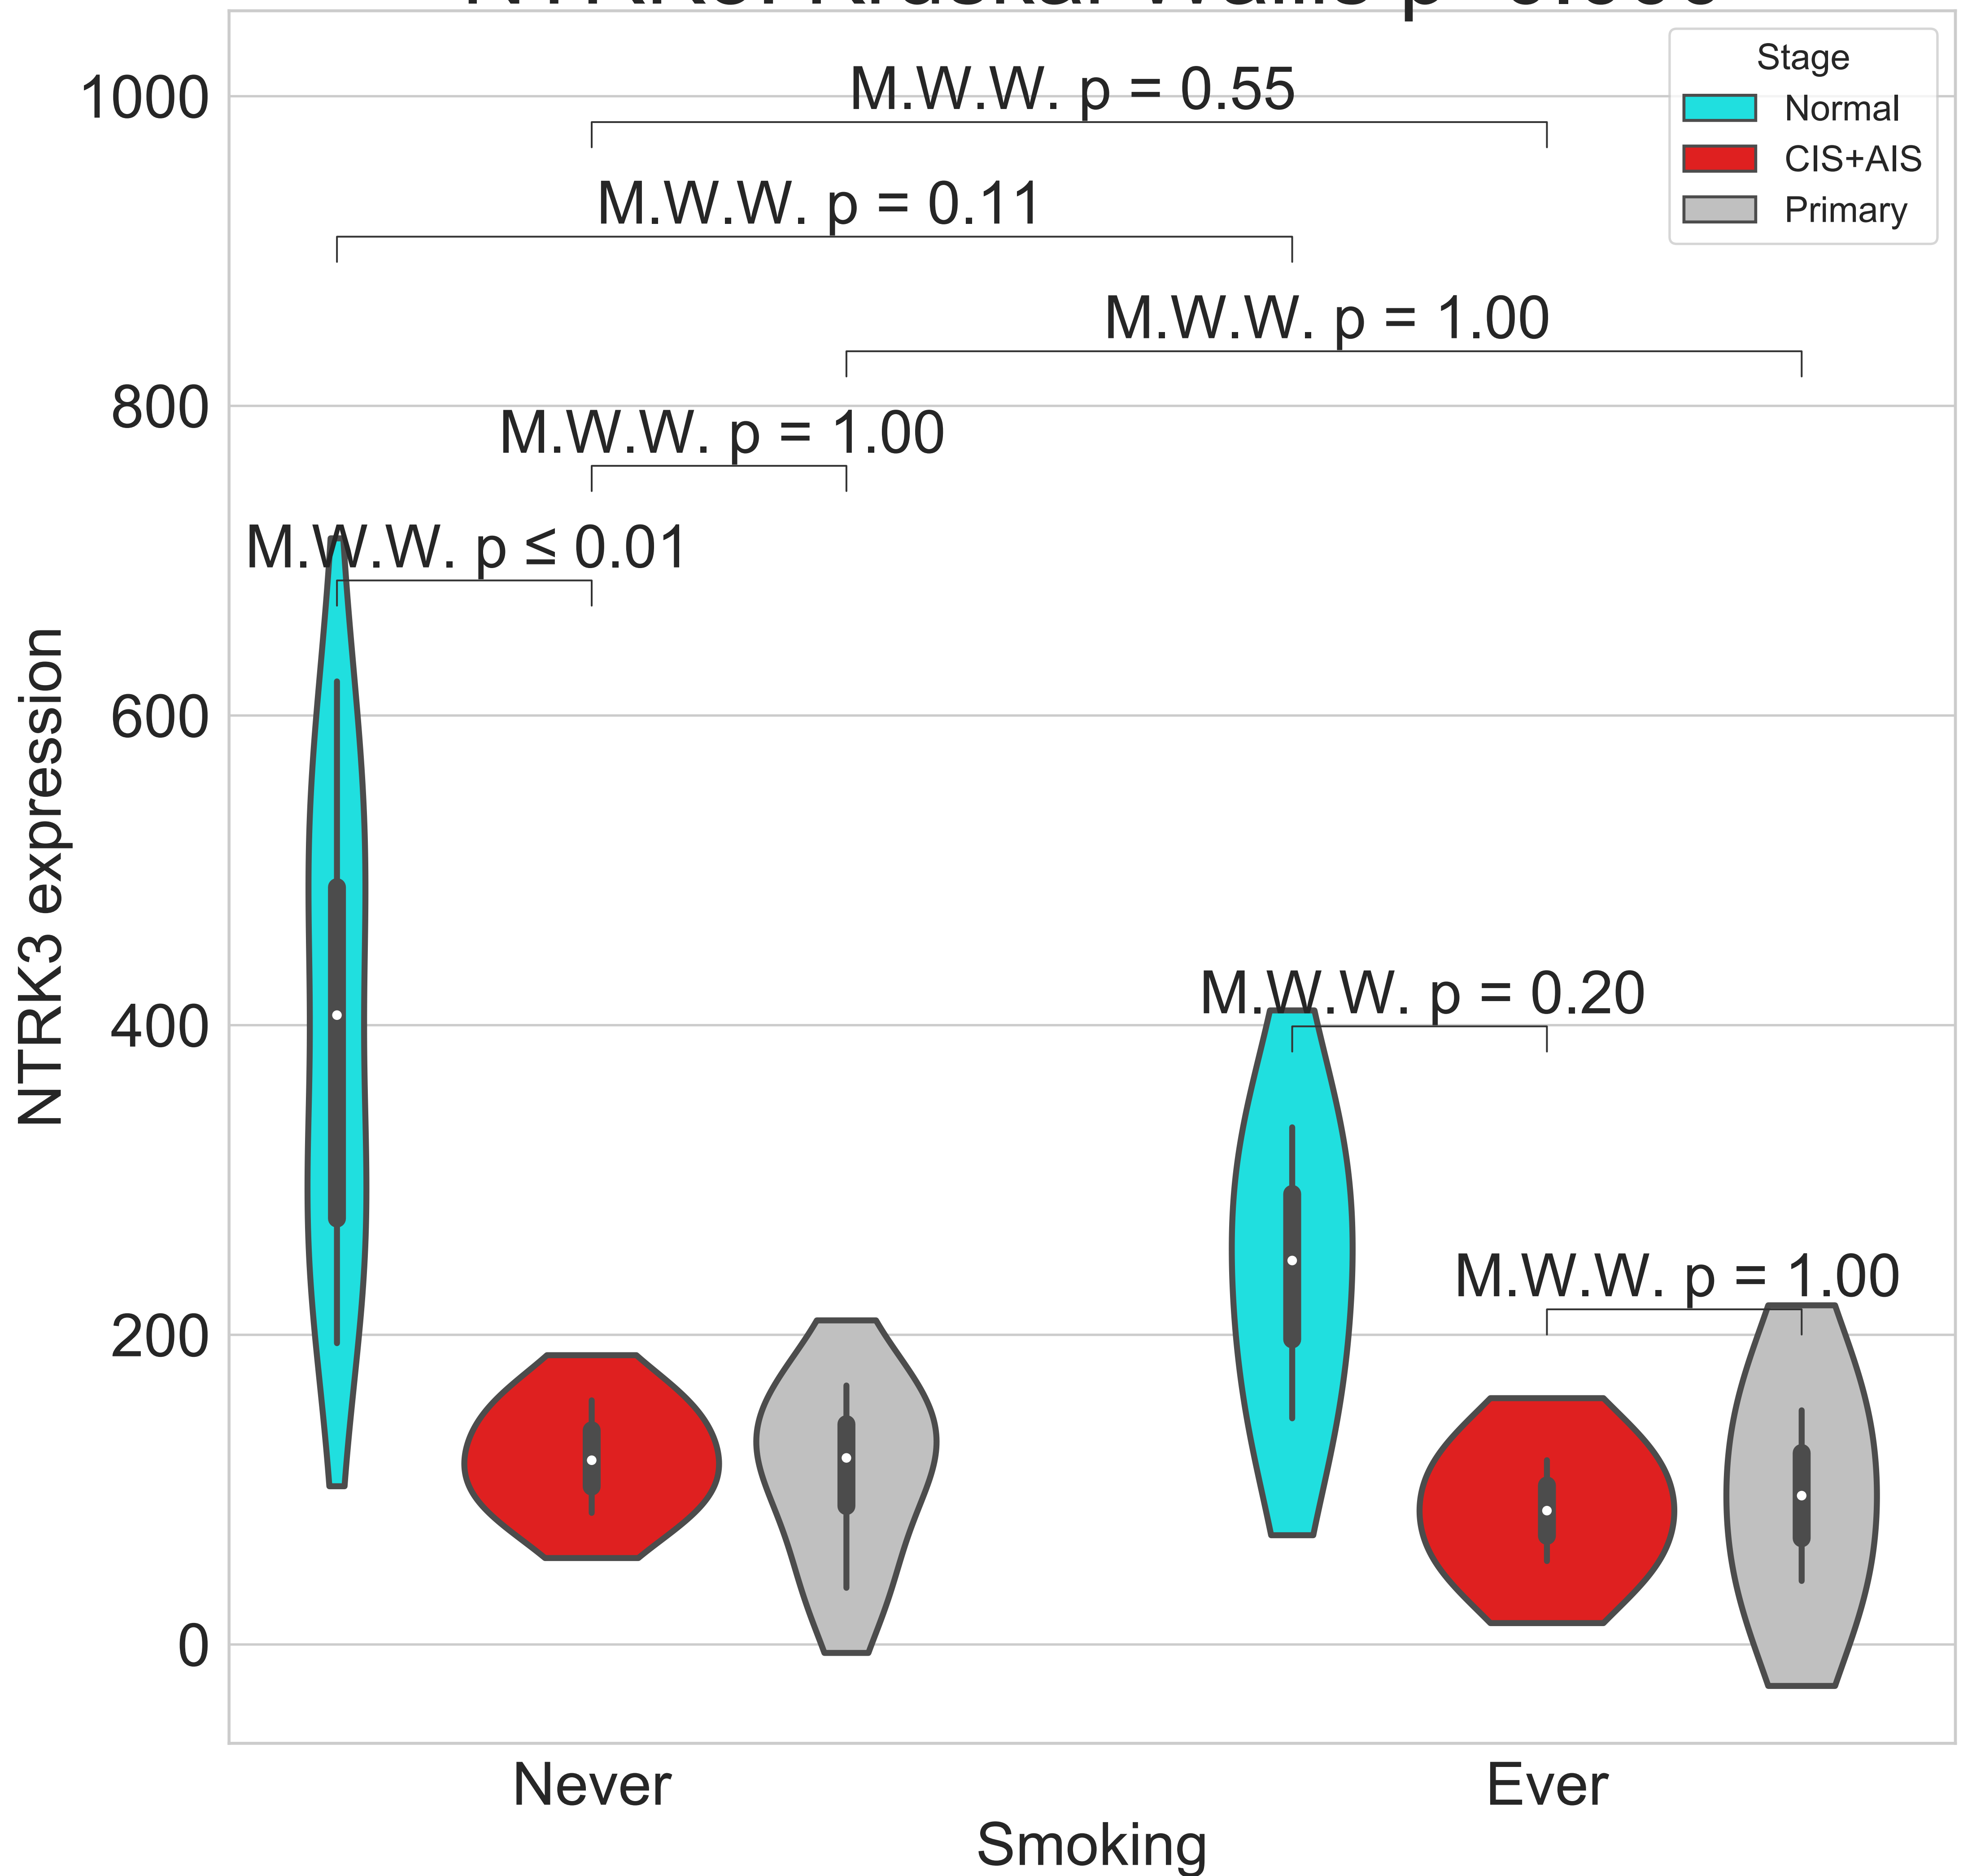 Stage
Normal
CIS+AIS
Primary
M.W.W. p = 0.55
M.W.W. p = 0.11
M.W.W. p = 1.00
M.W.W. p = 1.00
M.W.W. p ≤ 0.01
M.W.W. p = 0.20
M.W.W. p = 1.00
1000
800
600
400
200
0
NTRK3 expression
Never
Ever
Smoking